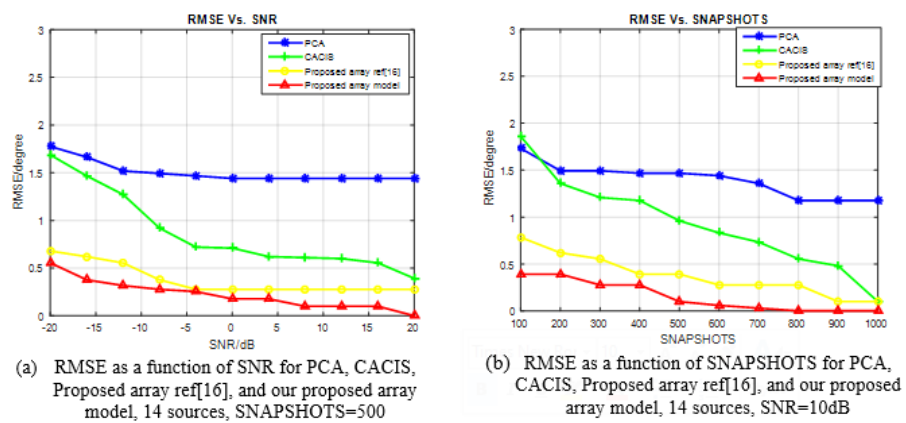 RMSE Vs. SNR
3
2.5
2
1.5
1
0.5
0
RMSE/degree
PCA
CACIS
Proposed array ref[16]
Proposed array model
-20 -15 -10 -5 0 5 10 15 20
SNR/dB
(a) RMSE as a function of SNR for PCA, CACIS,
Proposed array ref[16], and our proposed array
model, 14 sources, SNAPSHOTS=500
RMSE Vs. SNAPSHOTS
3
2.5
2
1.5
1
0.5
0
RMSE/degree
PCA
CACIS
Proposed array ref[16]
Proposed array model
100 200 300 400 500 600 700 800 900 1000
SNAPSHOTS
(b) RMSE as a function of SNAPSHOTS for PCA,
CACIS, Proposed array ref[16], and our proposed
array model, 14 sources, SNR=10dB